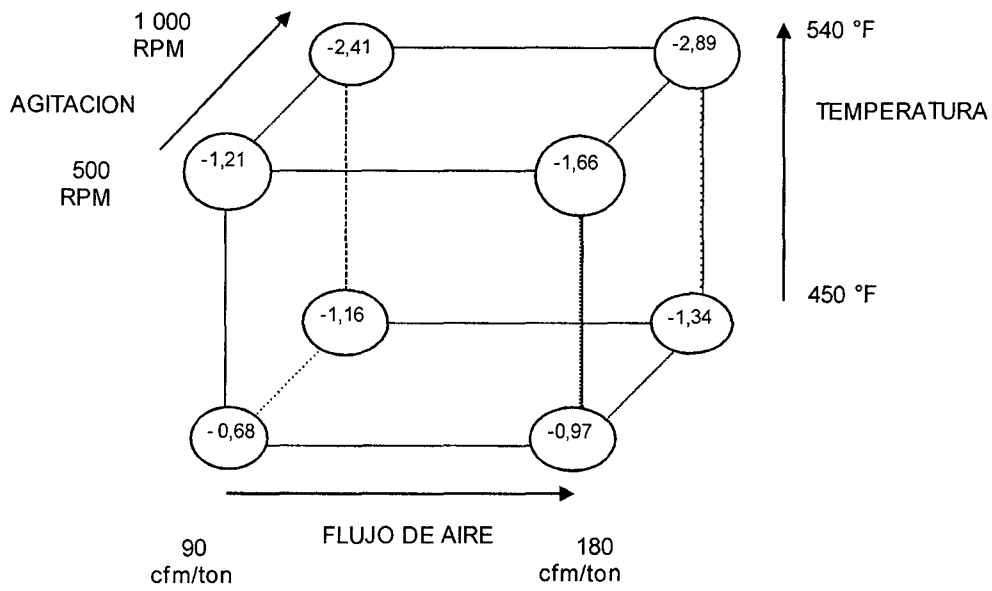 1 000
RPM
AGITACION
500
RPM
-2,41
-2,89
-1,21
-1,66
-1,16
-1,34
- 0,68
-0,97
540 °F
TEMPERATURA
450 °F
FLUJO DE AIRE
90
cfm/ton
180
cfm/ton